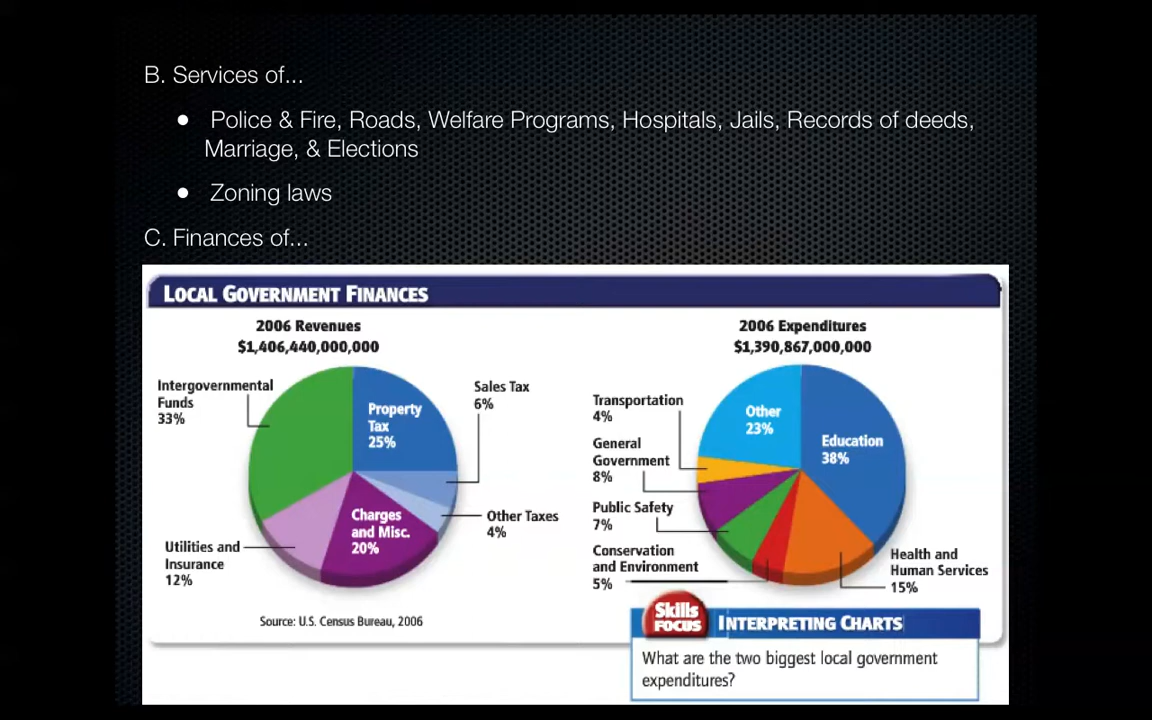 B. Services of...
● Police & Fire, Roads, Welfare Programs, Hospitals, Jails, Records of deeds,
Marriage, & Elections
● Zoning laws
C. Finances of...
LOCAL GOVERNMENT FINANCES
2006 Revenues
$1,406,440,000,000
Intergovernmental
Funds
33%
Property
Tax
25%
Sales Tax
6%
Other Taxes
4%
Charges
and Misc.
20%
Utilities and
Insurance
12%
Source: U.S. Census Bureau, 2006
2006 Expenditures
$1,390,867,000,000
Transportation
4%
General
Government
8%
Public Safety
7%
Conservation
and Environment
5%
Other
23%
Education
38%
Health and
Human Services
15%
Skills
FOCUS
INTERPRETING CHARTS
What are the two biggest local government
expenditures?